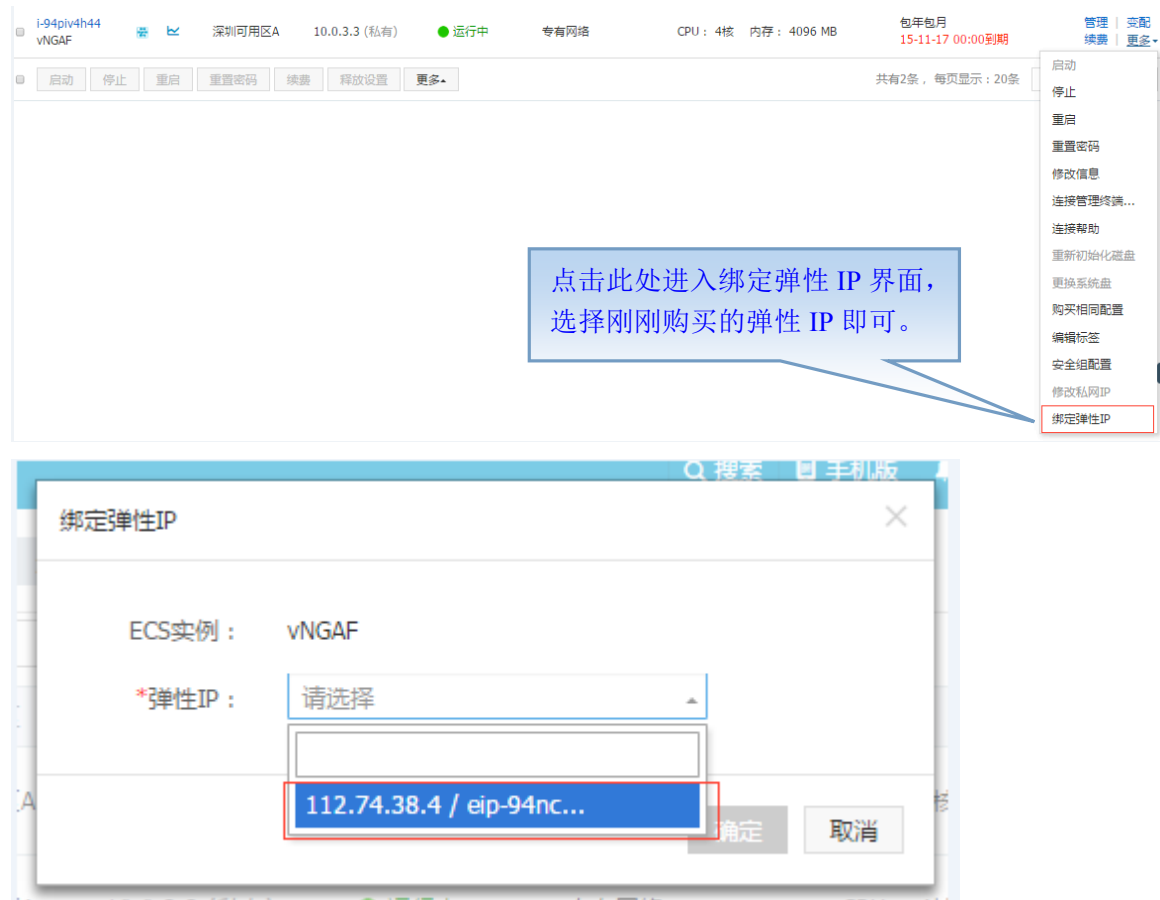 i-94piv4h44
vNGAF
深圳可用区A
10.0.3.3 (私有)
运行中
专有网络
CPU： 4核 内存： 4096 MB
包年包月
15-11-17 00:00到期
管理 | 变配
续费 | 更多
启动
停止
重启
重置密码
续费
释放设置
更多
共有2条， 每页显示：20条
启动
停止
重启
重置密码
修改信息
连接管理终端...
连接帮助
重新初始化磁盘
更换系统盘
购买相同配置
编辑标签
安全组配置
修改私网IP
绑定弹性IP
点击此处进入绑定弹性 IP 界面，
选择刚刚购买的弹性 IP 即可。
搜索
手机版
绑定弹性IP
ECS实例：
vNGAF
*弹性IP：
请选择
112.74.38.4 / eip-94nc...
确定
取消